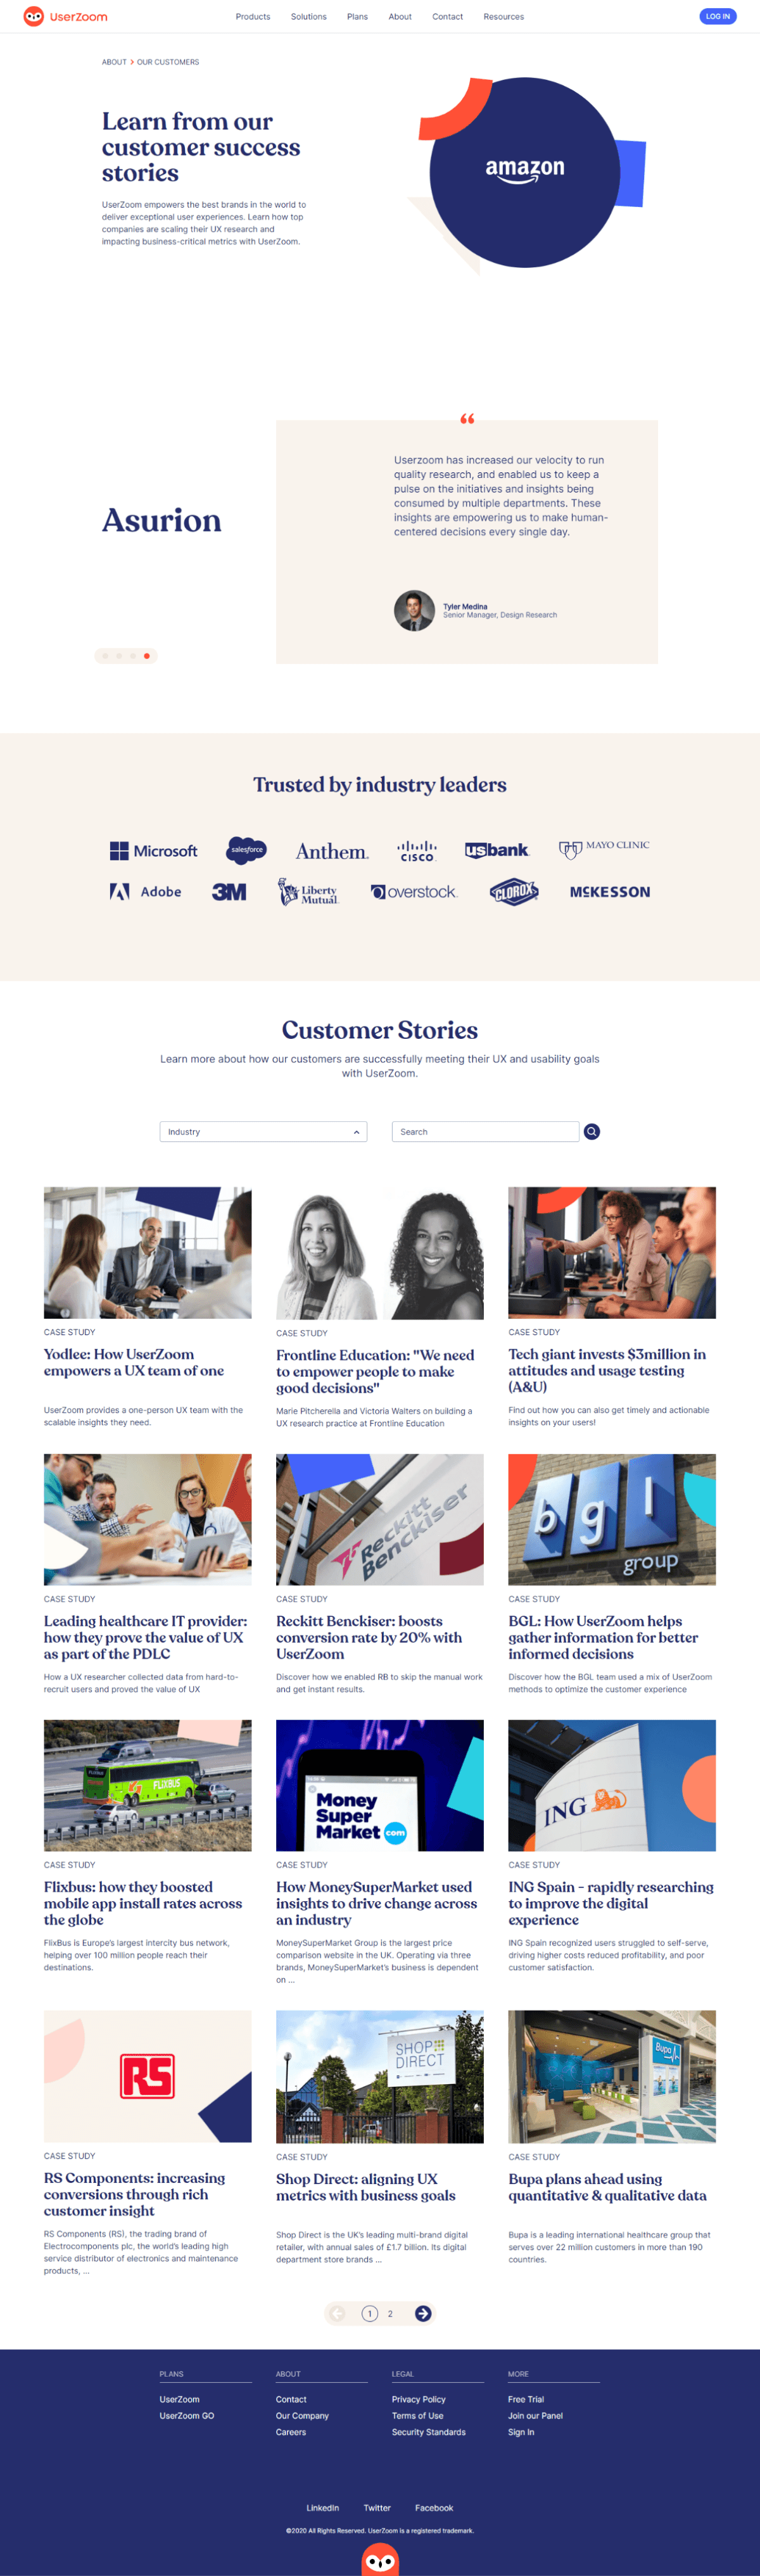 UserZoom
Products Solutions Plans About Contact Resources
LOG IN
ABOUT > OUR CUSTOMERS
Learn from our
customer success
stories
UserZoom empowers the best brands in the world to
deliver exceptional user experiences. Learn how top
companies are scaling their UX research and
impacting business-critical metrics with UserZoom.
amazon
“
Userzoom has increased our velocity to run
quality research, and enabled us to keep a
pulse on the initiatives and insights being
consumed by multiple departments. These
insights are empowering us to make human-
centered decisions every single day.
Asurion
Tyler Medina
Senior Manager, Design Research
Trusted by industry leaders
Microsoft salesforce Anthem. CISCO usbank MAYO CLINIC
Adobe 3M Liberty Mutual. overstock. CLOROX MCKESSON
Customer Stories
Learn more about how our customers are successfully meeting their UX and usability goals
with UserZoom.
Industry
Search
CASE STUDY
Yodlee: How UserZoom
empowers a UX team of one
UserZoom provides a one-person UX team with the
scalable insights they need.
CASE STUDY
Frontline Education: "We need
to empower people to make
good decisions"
Marie Pitcherella and Victoria Walters on building a
UX research practice at Frontline Education
CASE STUDY
Tech giant invests $3million in
attitudes and usage testing
(A&U)
Find out how you can also get timely and actionable
insights on your users!
CASE STUDY
Leading healthcare IT provider:
how they prove the value of UX
as part of the PDLC
How a UX researcher collected data from hard-to-
recruit users and proved the value of UX
Reckitt
Benckiser
CASE STUDY
Reckitt Benckiser: boosts
conversion rate by 20% with
UserZoom
Discover how we enabled RB to skip the manual work
and get instant results.
bgl
group
CASE STUDY
BGL: How UserZoom helps
gather information for better
informed decisions
Discover how the BGL team used a mix of UserZoom
methods to optimize the customer experience
FLIXBUS
CASE STUDY
Flixbus: how they boosted
mobile app install rates across
the globe
FlixBus is Europe's largest intercity bus network,
helping over 100 million people reach their
destinations.
Money
Super
Market com
CASE STUDY
How MoneySuperMarket used
insights to drive change across
an industry
MoneySuperMarket Group is the largest price
comparison website in the UK. Operating via three
brands, MoneySuperMarket's business is dependent
on ...
ING
CASE STUDY
ING Spain - rapidly researching
to improve the digital
experience
ING Spain recognized users struggled to self-serve,
driving higher costs reduced profitability, and poor
customer satisfaction.
RS
CASE STUDY
RS Components: increasing
conversions through rich
customer insight
RS Components (RS), the trading brand of
Electrocomponents plc, the world's leading high
service distributor of electronics and maintenance
products, ...
SHOP
DIRECT
CASE STUDY
Shop Direct: aligning UX
metrics with business goals
Shop Direct is the UK's leading multi-brand digital
retailer, with annual sales of £1.7 billion. Its digital
department store brands ...
Bupa
CASE STUDY
Bupa plans ahead using
quantitative & qualitative data
Bupa is a leading international healthcare group that
serves over 22 million customers in more than 190
countries.
1 2
PLANS
UserZoom
UserZoom GO
ABOUT
Contact
Our Company
Careers
LEGAL
Privacy Policy
Terms of Use
Security Standards
MORE
Free Trial
Join our Panel
Sign In
LinkedIn Twitter Facebook
©2020 All Rights Reserved. UserZoom is a registered trademark.